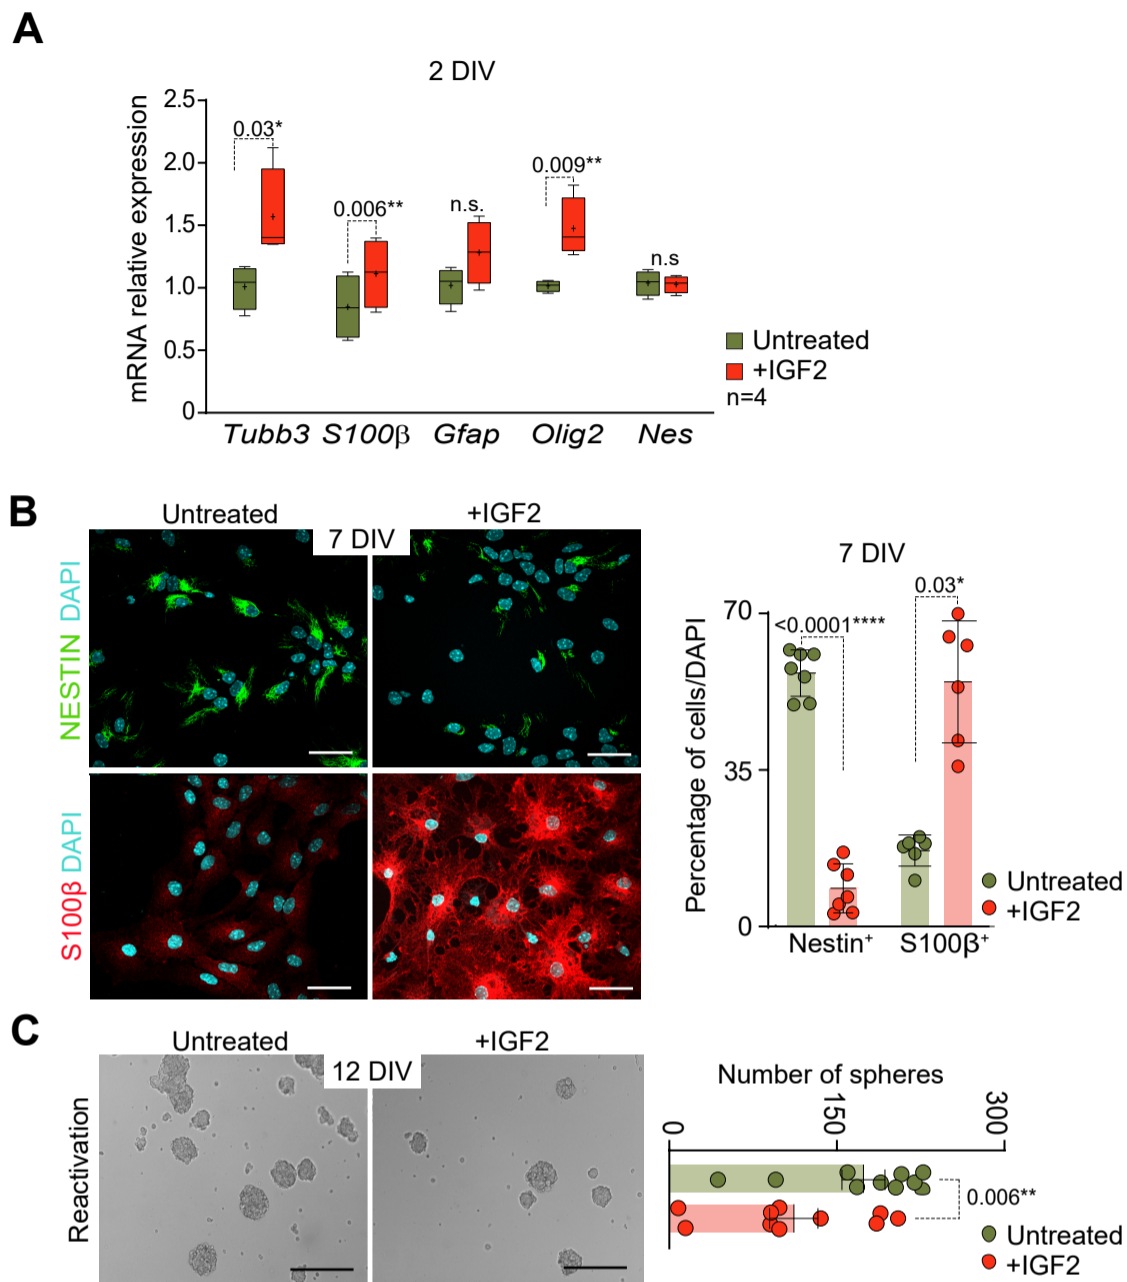 A
2 DIV
mRNA relative expression
2.5
2.0
1.5
1.0
0.5
0
0.03*
0.006**
n.s.
0.009**
n.s
Untreated
+IGF2
n=4
Tubb3 S100β Gfap Olig2 Nes
B
Untreated
+IGF2
7 DIV
NESTIN DAPI
S100β DAPI
7 DIV
Percentage of cells/DAPI
70
35
0
<0.0001****
0.03*
Nestin+ S100β+
Untreated
+IGF2
C
Untreated
+IGF2
12 DIV
Reactivation
Number of spheres
0
150
300
0.006**
Untreated
+IGF2